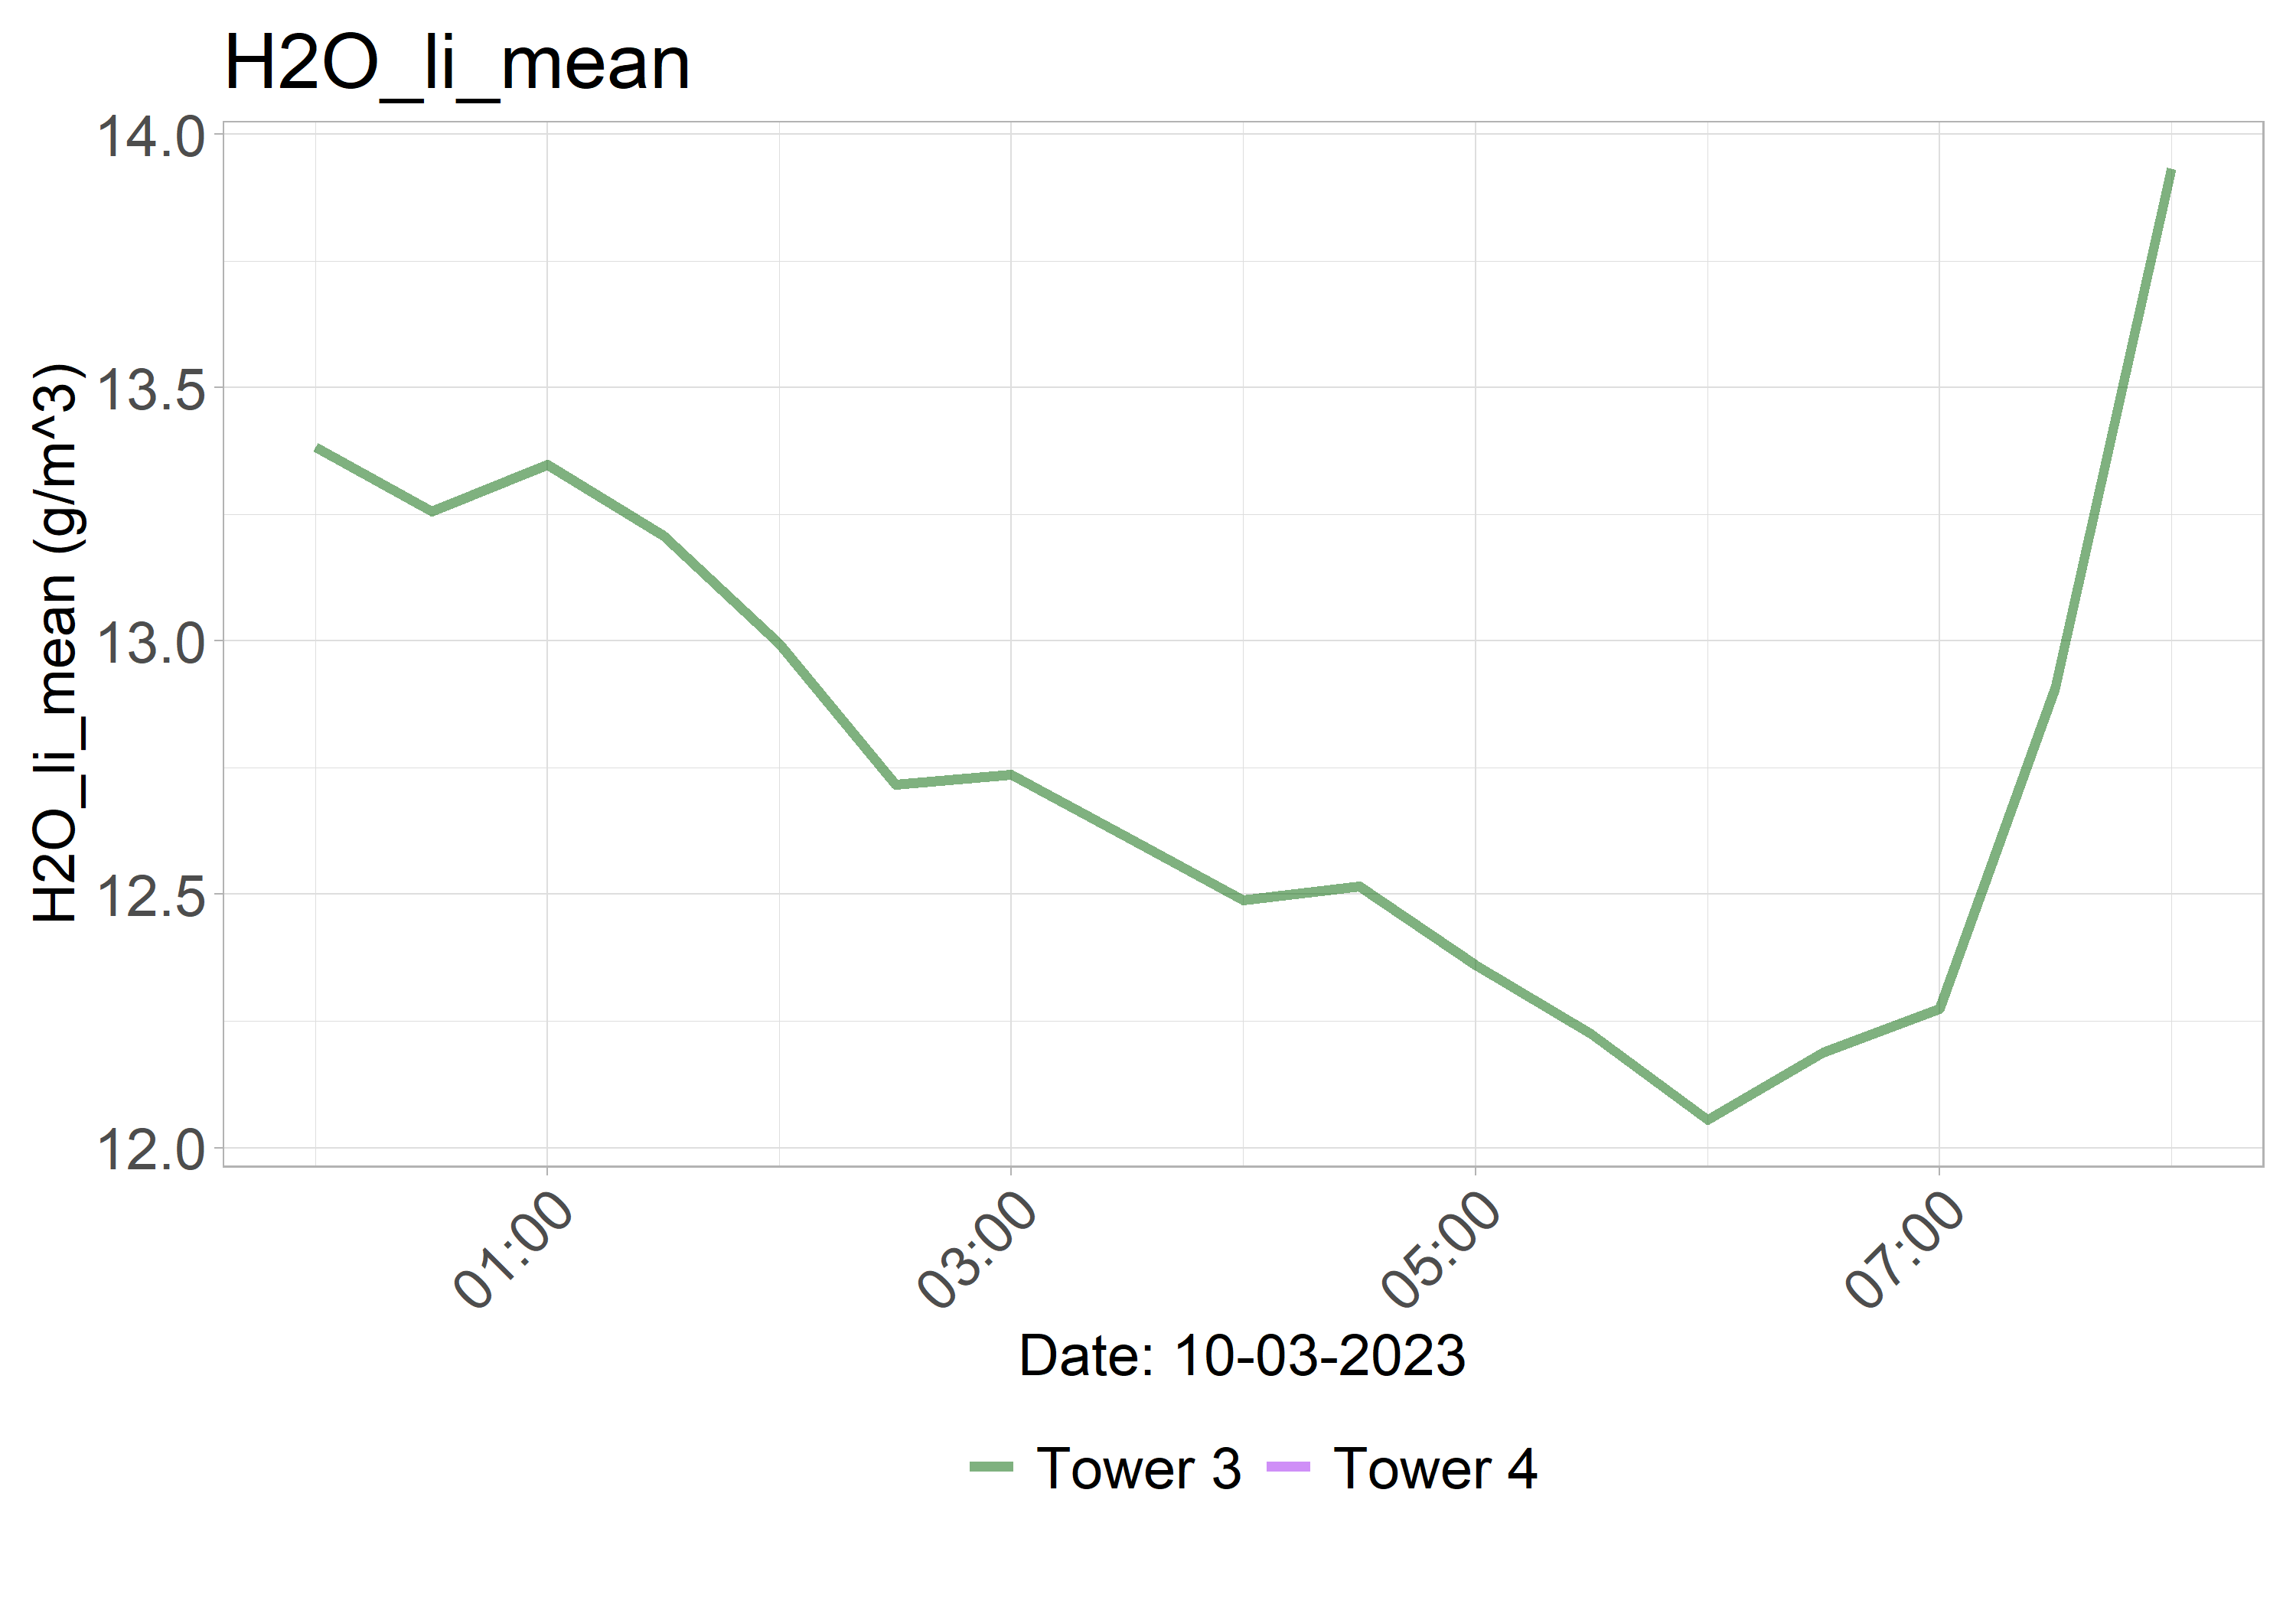 H2O_li_mean
H2O_li_mean (g/m^3)
14.0
13.5
13.0
12.5
12.0
01:00
03:00
05:00
07:00
Date: 10-03-2023
Tower 3
Tower 4